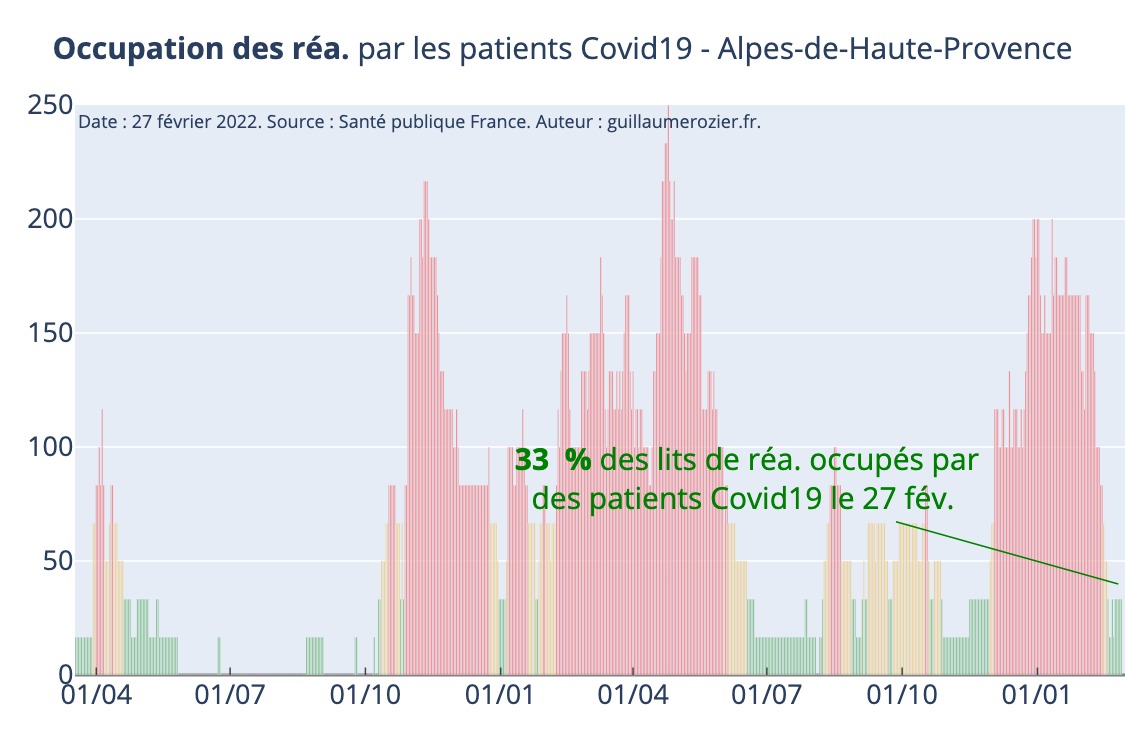 Occupation des réa. par les patients Covid19 - Alpes-de-Haute-Provence
250
Date : 27 février 2022. Source : Santé publique France. Auteur : guillaumerozier.fr.
200
150
100
33 % des lits de réa. occupés par
des patients Covid19 le 27 fév.
50
0
01/04 01/07 01/10 01/01 01/04 01/07 01/10 01/01